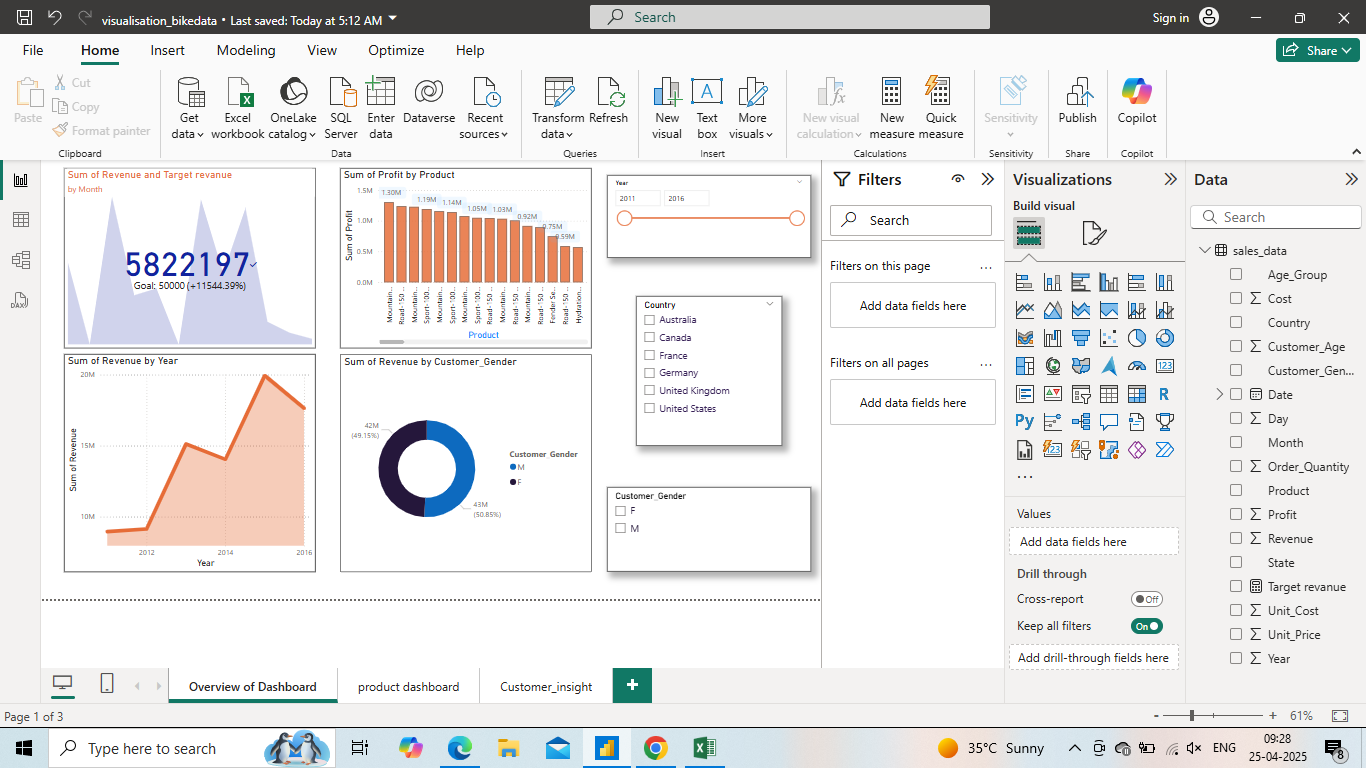 visualisation_bikedata • Last saved: Today at 5:12 AM
Search
Sign in
File
Home
Insert
Modeling
View
Optimize
Help
Share
Paste
Cut
Copy
Format painter
Clipboard
Get data
Excel workbook
OneLake catalog
SQL Server
Enter data
Dataverse
Recent sources
Data
Transform data
Refresh
Queries
New visual
Text box
More visuals
Insert
New visual calculation
New measure
Quick measure
Calculations
Sensitivity
Sensitivity
Publish
Share
Copilot
Copilot
Sum of Revenue and Target revanue
by Month
5822197
Goal: 50000 (+11544.39%)
Sum of Profit by Product
Sum of Profit
1.5M
1.0M
0.5M
0.0M
1.30M
1.19M
1.14M
1.05M
1.03M
0.92M
0.75M
0.59M
Mountain...
Road-150 ...
Mountain...
Sport-100...
Mountain...
Sport-100...
Mountain...
Sport-100...
Road-150 ...
Road-150 ...
Mountain...
Mountain...
Road-150 ...
Fender Se...
Road-150 ...
Hydration...
Product
Year
2011
2016
Country
Australia
Canada
France
Germany
United Kingdom
United States
Sum of Revenue by Year
Sum of Revenue
20M
15M
10M
2012
2014
2016
Year
Sum of Revenue by Customer_Gender
42M
(49.15%)
43M
(50.85%)
Customer_Gender
M
F
Customer_Gender
F
M
Filters
Search
Filters on this page
...
Add data fields here
Filters on all pages
...
Add data fields here
Visualizations
Build visual
123
R
Py
123
...
Values
Add data fields here
Drill through
Cross-report
Off
Keep all filters
On
Add drill-through fields here
Data
Search
sales_data
Age_Group
Cost
Country
Customer_Age
Customer_Gen...
Date
Day
Month
Order_Quantity
Product
Profit
Revenue
State
Target revanue
Unit_Cost
Unit_Price
Year
Overview of Dashboard
product dashboard
Customer_insight
+
Page 1 of 3
- + 61%
Type here to search
35°C Sunny
ENG
09:28
25-04-2025
8